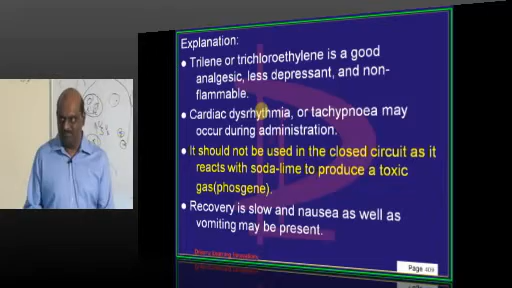 Explanation:
• Trilene or trichloroethylene is a good
analgesic, less depressant, and non-
flammable.
• Cardiac dysrhythmia, or tachypnoea may
occur during administration.
• It should not be used in the closed circuit as it
reacts with soda-lime to produce a toxic
gas(phosgene).
• Recovery is slow and nausea as well as
vomiting may be present.
Page 409